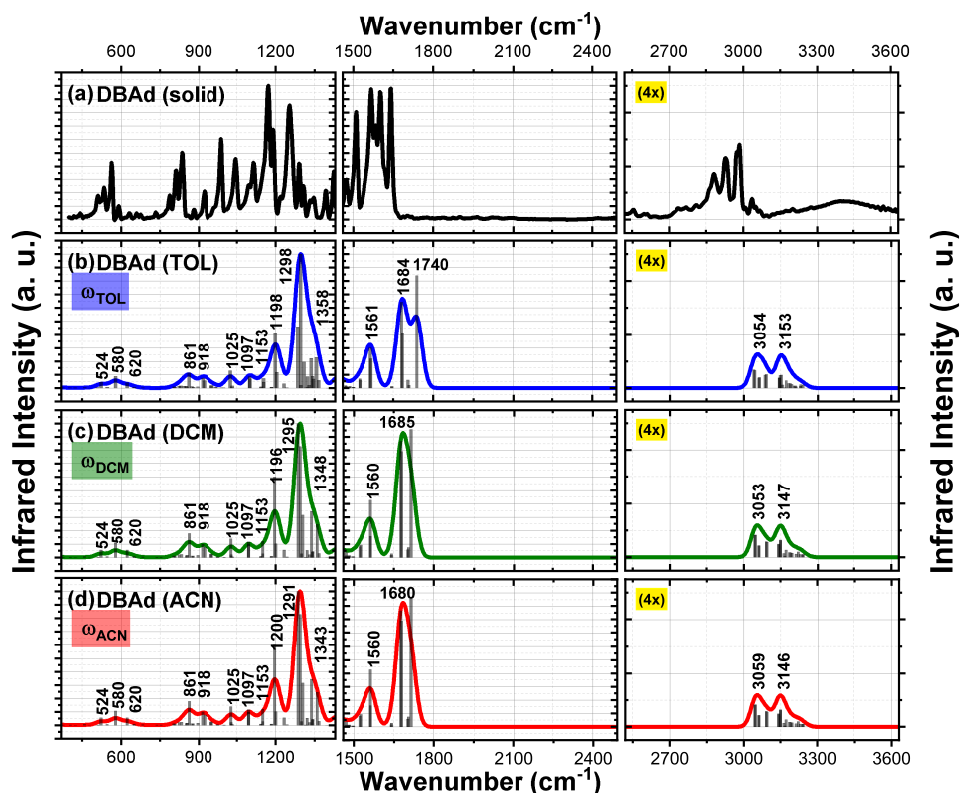 Wavenumber (cm-1)
600 900 1200 1500 1800 2100 2400 2700 3000 3300 3600
(a) DBAd (solid)
(4x)
Infrared Intensity (a. u.)
(b) DBAd (TOL)
ωTOL
524 580 620 861 918 1025 1097 1153 1198 1298 1358
1561 1684 1740
(4x)
3054 3153
(c) DBAd (DCM)
ωDCM
524 580 620 861 918 1025 1097 1153 1196 1295 1348
1560 1685
(4x)
3053 3147
(d) DBAd (ACN)
ωACN
524 580 620 861 918 1025 1097 1153 1200 1291 1343
1560 1680
(4x)
3059 3146
Infrared Intensity (a. u.)
600 900 1200 1500 1800 2100 2400 2700 3000 3300 3600
Wavenumber (cm-1)